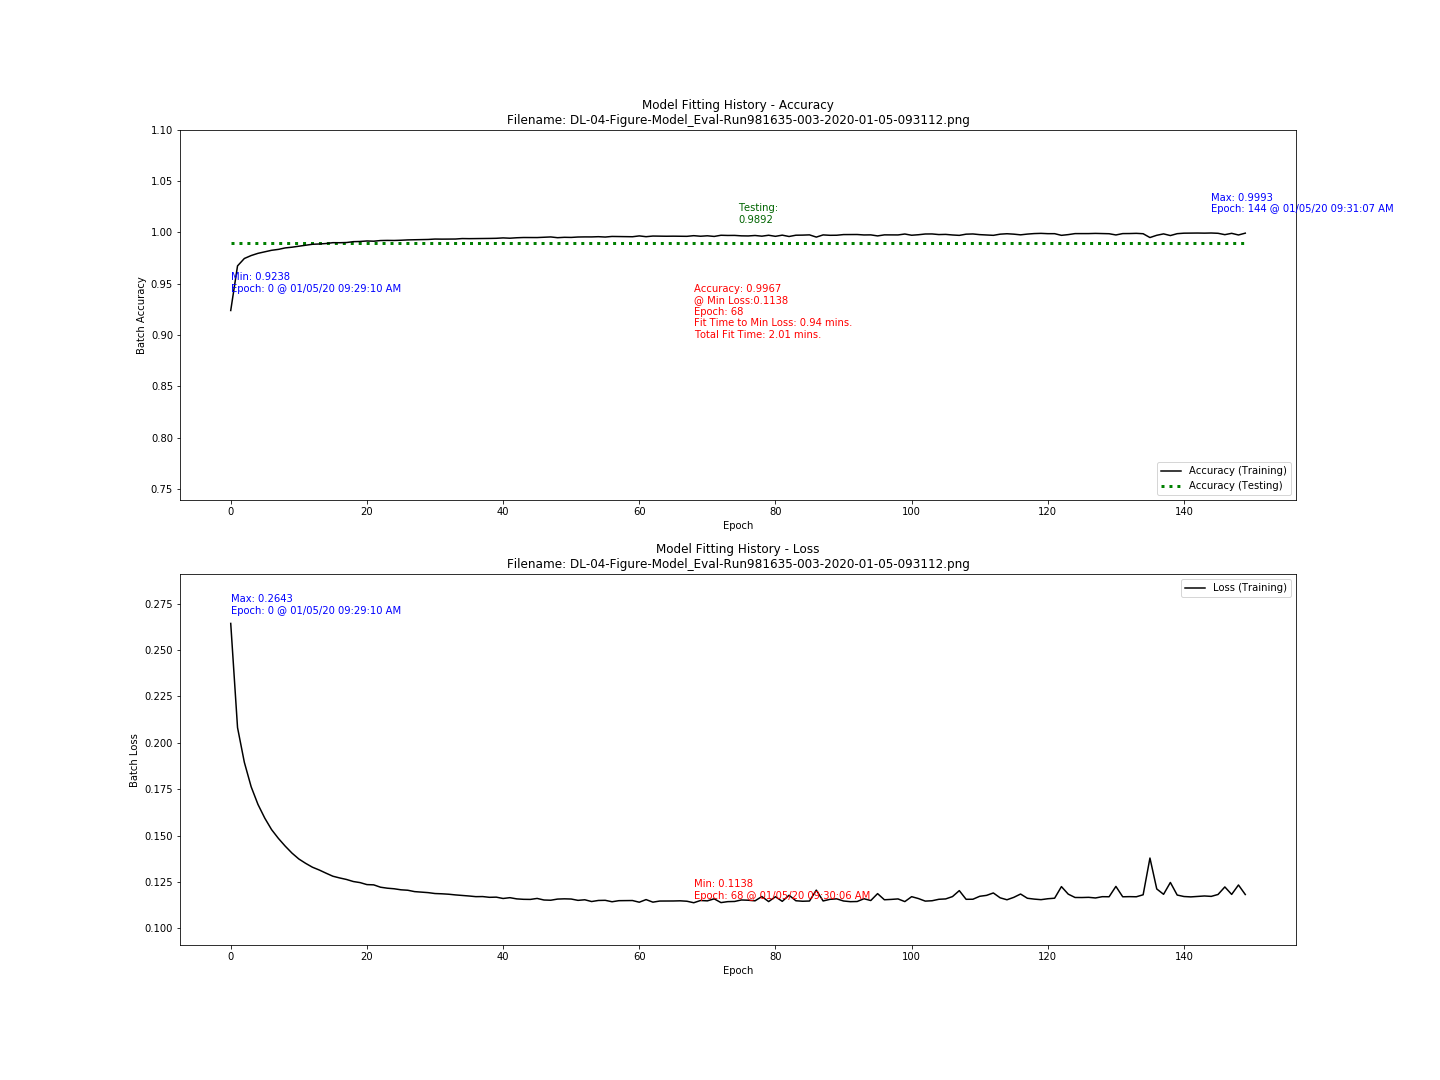 Model Fitting History - Accuracy
Filename: DL-04-Figure-Model_Eval-Run981635-003-2020-01-05-093112.png
1.10
1.05
1.00
0.95
0.90
0.85
0.80
0.75
Batch Accuracy
Min: 0.9238
Epoch: 0 @ 01/05/20 09:29:10 AM
Testing:
0.9892
Max: 0.9993
Epoch: 144 @ 01/05/20 09:31:07 AM
Accuracy: 0.9967
@ Min Loss:0.1138
Epoch: 68
Fit Time to Min Loss: 0.94 mins.
Total Fit Time: 2.01 mins.
Accuracy (Training)
Accuracy (Testing)
0 20 40 60 80 100 120 140
Epoch
Model Fitting History - Loss
Filename: DL-04-Figure-Model_Eval-Run981635-003-2020-01-05-093112.png
0.275
0.250
0.225
0.200
0.175
0.150
0.125
0.100
Batch Loss
Max: 0.2643
Epoch: 0 @ 01/05/20 09:29:10 AM
Loss (Training)
Min: 0.1138
Epoch: 68 @ 01/05/20 09:30:06 AM
0 20 40 60 80 100 120 140
Epoch